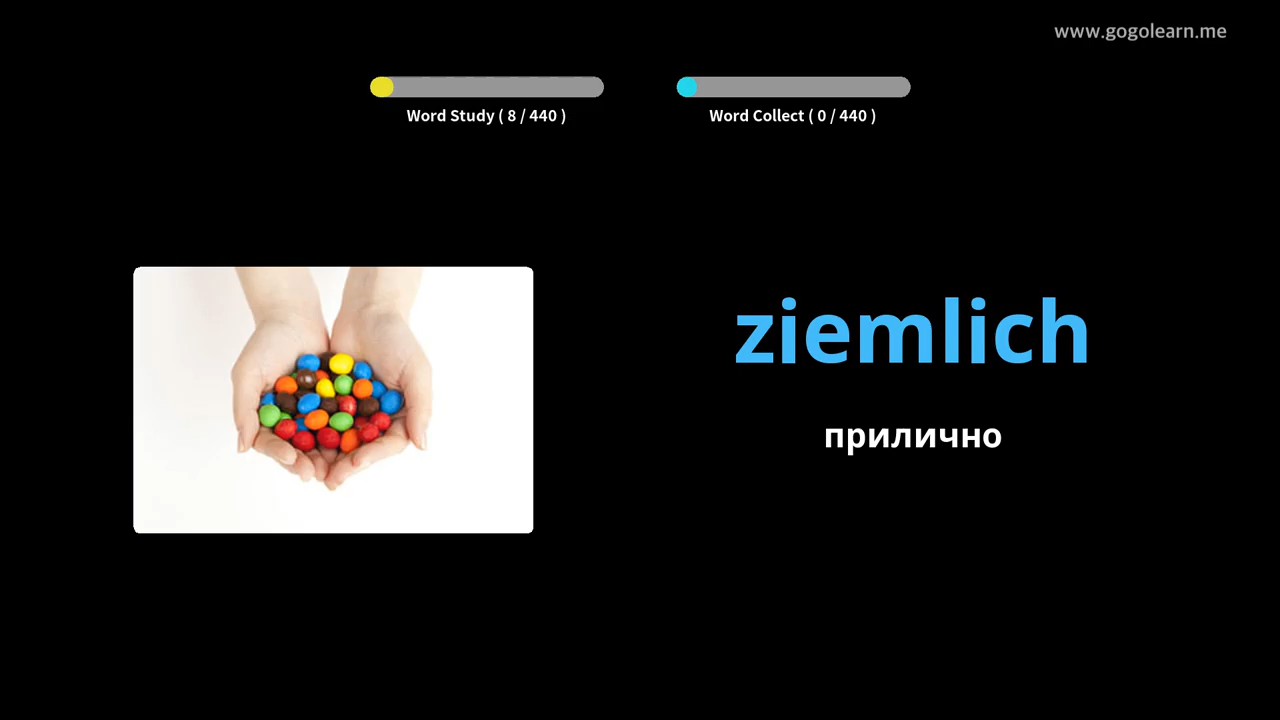 www.gogolearn.me
Word Study ( 8 / 440 )
Word Collect ( 0 / 440 )
ziemlich
прилично